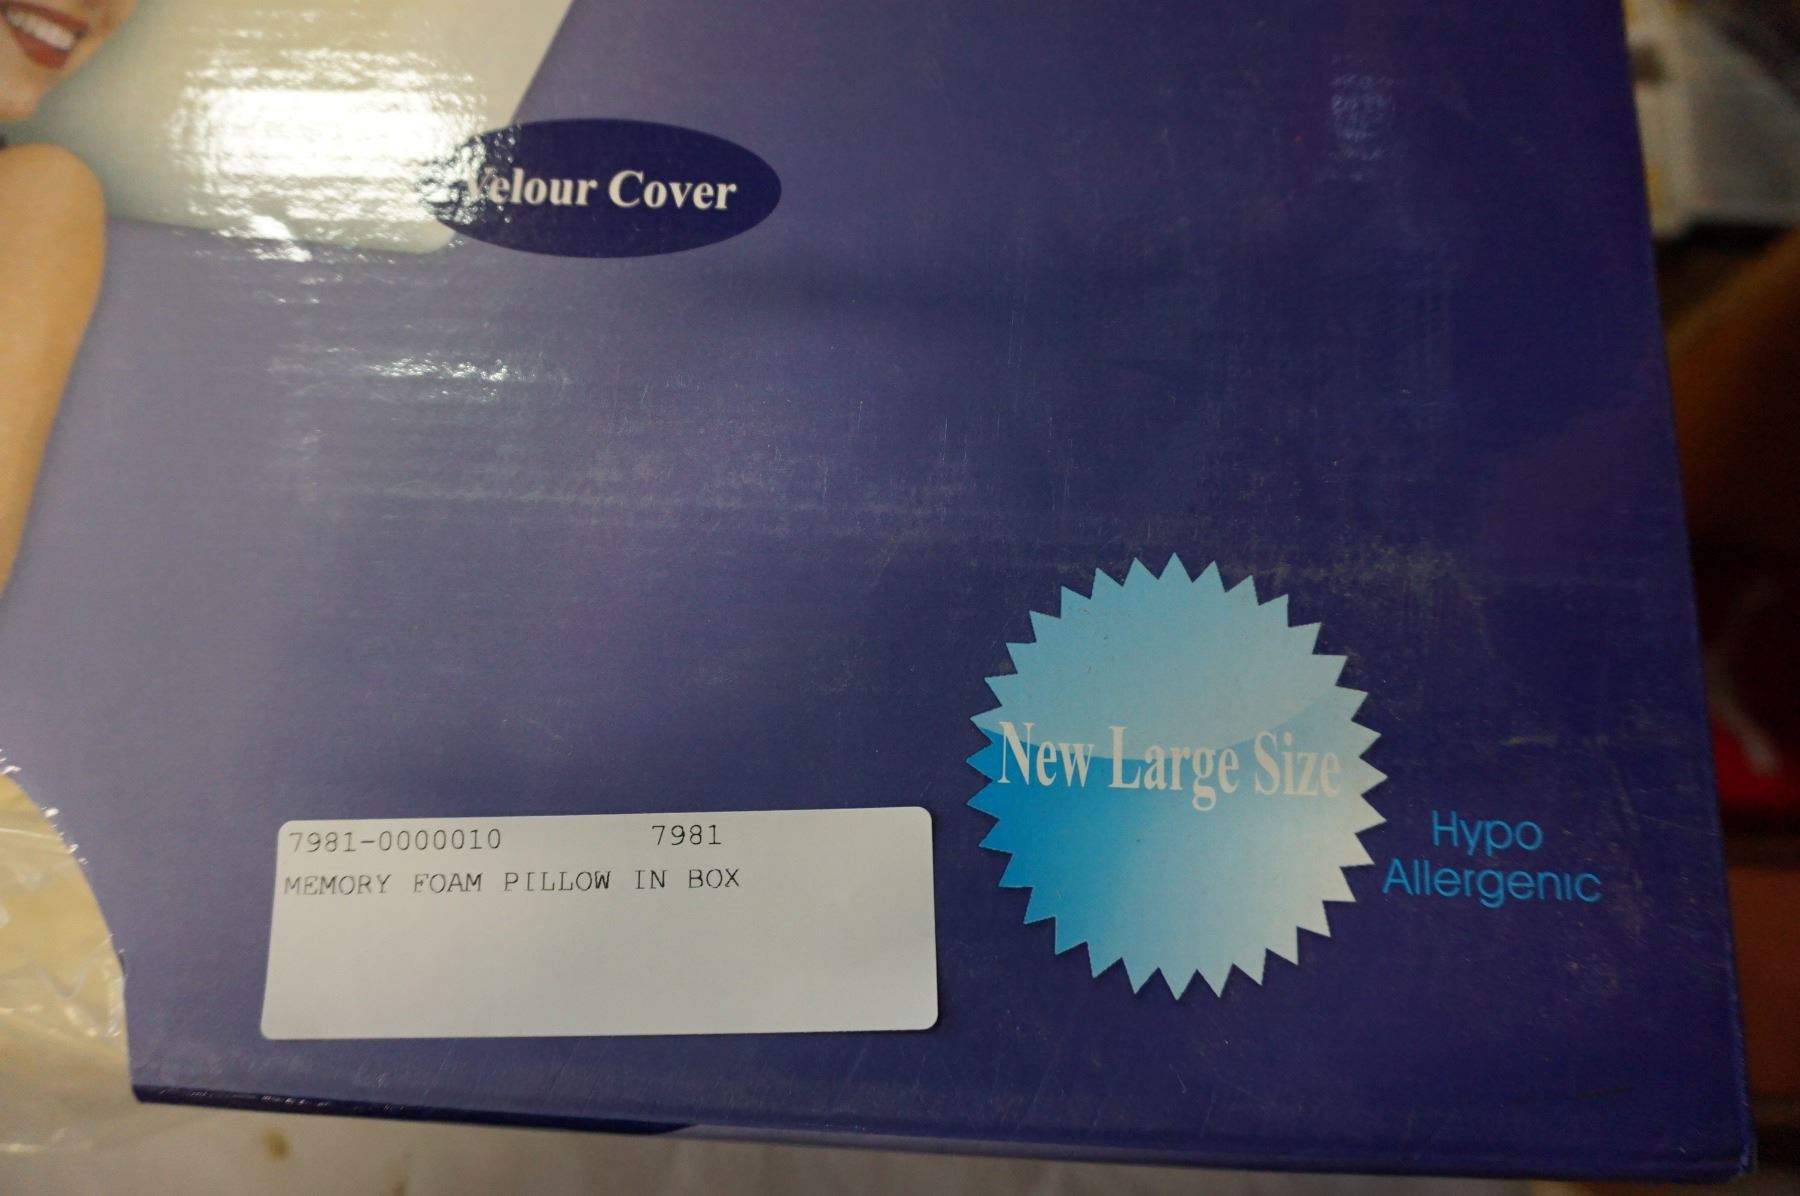 Velour Cover
New Large Size
Hypo
Allergenic
7981-0000010 7981
MEMORY FOAM PILLOW IN BOX